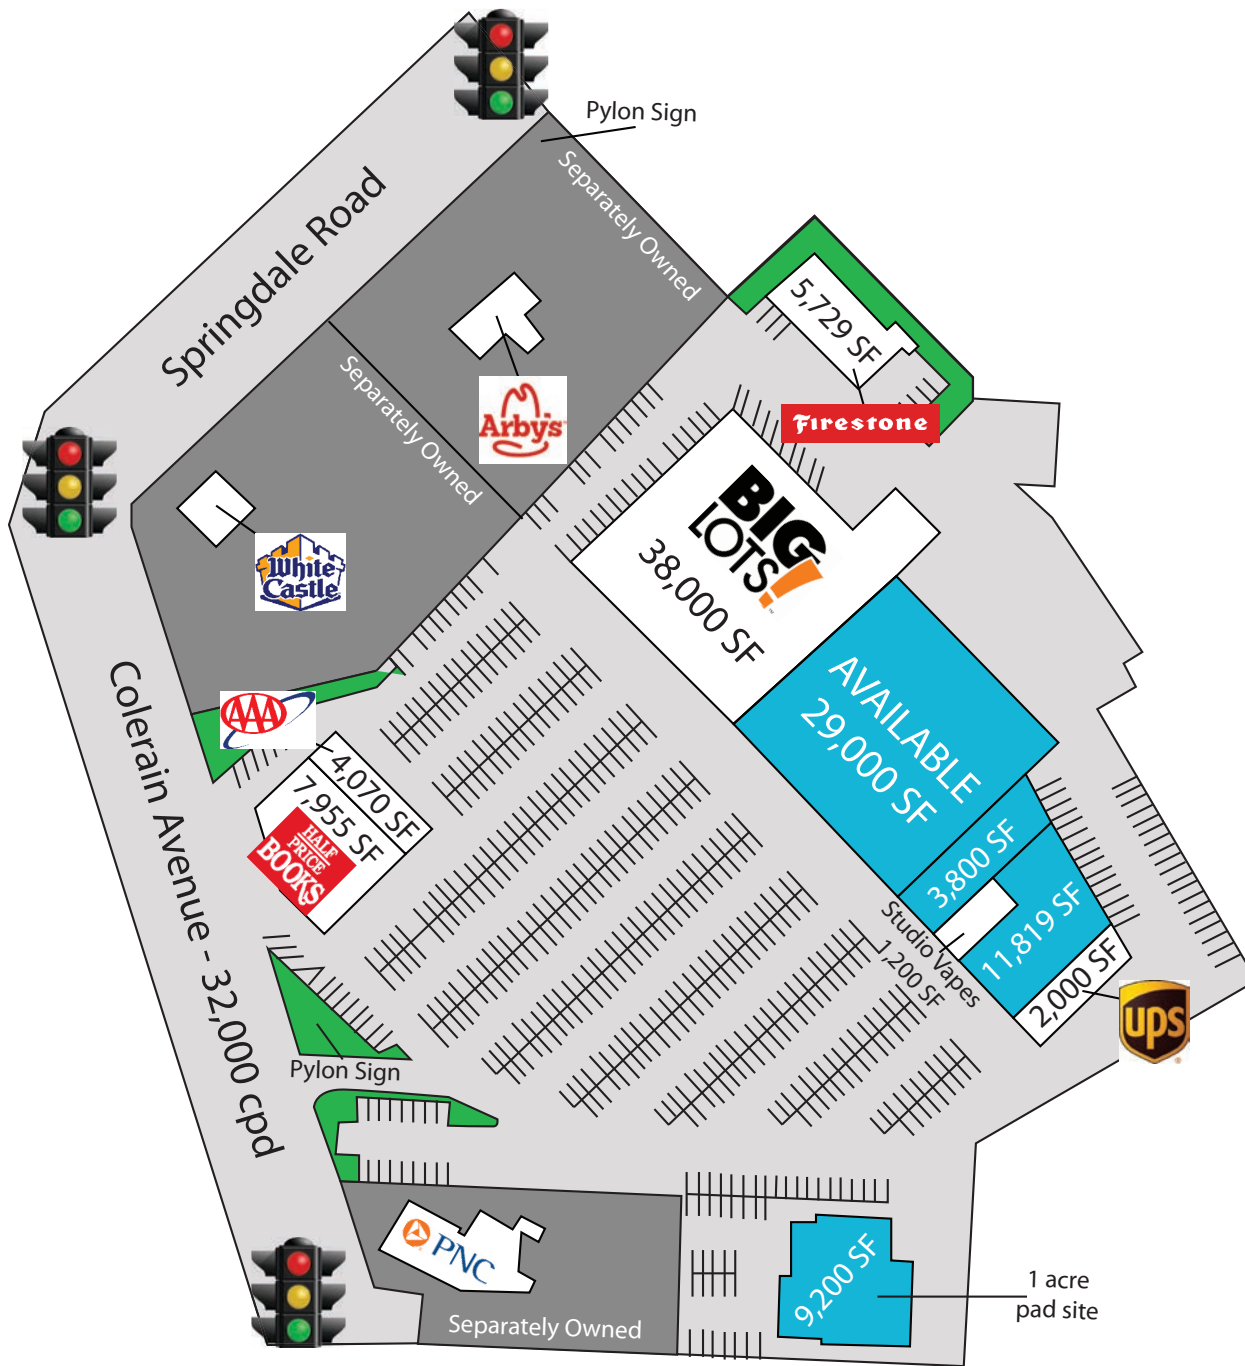 Pylon Sign
Separately Owned
Springdale Road
5,729 SF
Firestone
Arby's
Separately Owned
White
Castle
BIG
LOTS!
38,000 SF
AVAILABLE
29,000 SF
AAA
4,070 SF
7,955 SF
HALF
PRICE
BOOKS
Colerain Avenue - 32,000 cpd
3,800 SF
Studio Vapes
1,200 SF
11,819 SF
2,000 SF
ups
Pylon Sign
PNC
Separately Owned
9,200 SF
1 acre
pad site